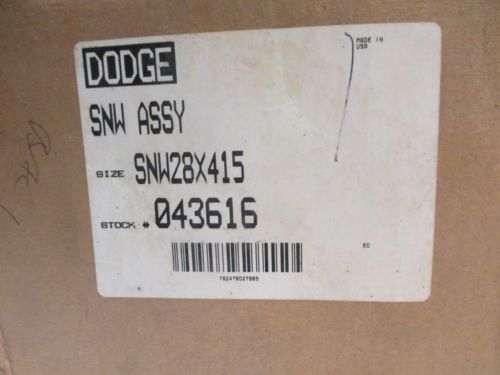 DODGE
MADE IN
USA
SNW ASSY
SIZE SNW28X415
STOCK # 043616
EC
782476027885